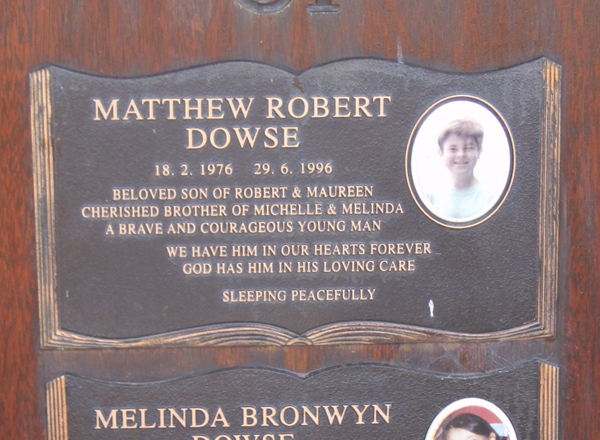 MATTHEW ROBERT
DOWSE
18. 2. 1976 29. 6. 1996
BELOVED SON OF ROBERT & MAUREEN
CHERISHED BROTHER OF MICHELLE & MELINDA
A BRAVE AND COURAGEOUS YOUNG MAN
WE HAVE HIM IN OUR HEARTS FOREVER
GOD HAS HIM IN HIS LOVING CARE
SLEEPING PEACEFULLY
MELINDA BRONWYN
DOWSE